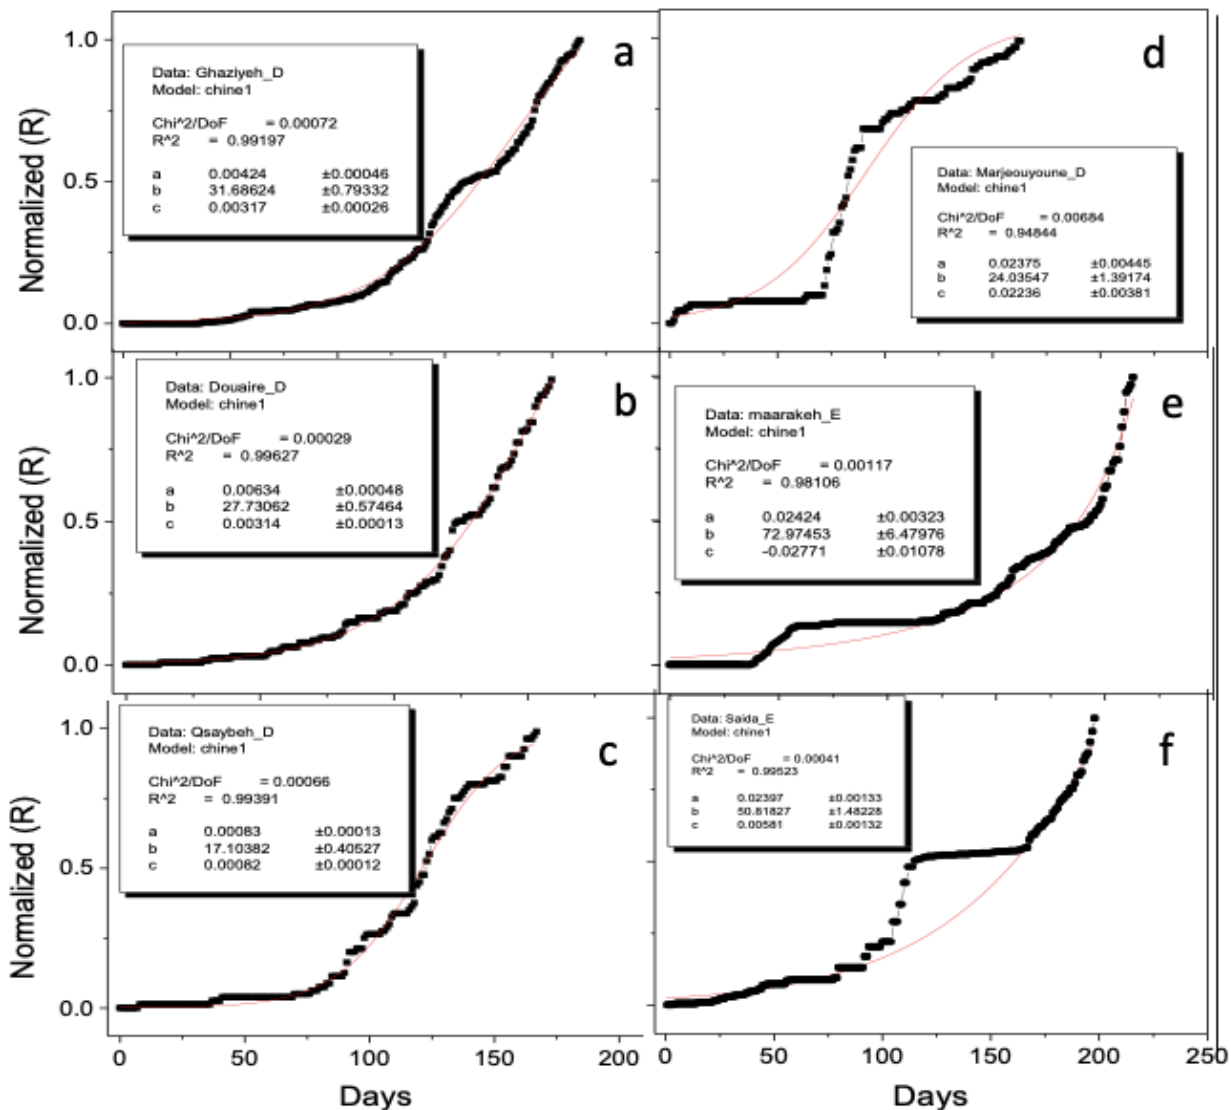 1.0
a
Data: Ghaziyeh_D
Model: chine1
Chi^2/DoF = 0.00072
R^2 = 0.99197
a 0.00424 ±0.00046
b 31.68624 ±0.79332
c 0.00317 ±0.00026
0.5
0.0
Normalized (R)
d
Data: Marjeouyoune_D
Model: chine1
Chi^2/DoF = 0.00684
R^2 = 0.94844
a 0.02375 ±0.00445
b 24.03547 ±1.39174
c 0.02236 ±0.00381
1.0
b
Data: Douaire_D
Model: chine1
Chi^2/DoF = 0.00029
R^2 = 0.99627
a 0.00634 ±0.00048
b 27.73062 ±0.57464
c 0.00314 ±0.00013
0.5
0.0
Normalized (R)
e
Data: maarakeh_E
Model: chine1
Chi^2/DoF = 0.00117
R^2 = 0.98106
a 0.02424 ±0.00323
b 72.97453 ±6.47976
c -0.02771 ±0.01078
1.0
c
Data: Qsaybeh_D
Model: chine1
Chi^2/DoF = 0.00066
R^2 = 0.99391
a 0.00083 ±0.00013
b 17.10382 ±0.40527
c 0.00082 ±0.00012
0.5
0.0
Normalized (R)
0 50 100 150 200
Days
f
Data: Saida_E
Model: chine1
Chi^2/DoF = 0.00041
R^2 = 0.99523
a 0.02397 ±0.00133
b 50.81827 ±1.48228
c 0.00581 ±0.00132
0 50 100 150 200 250
Days